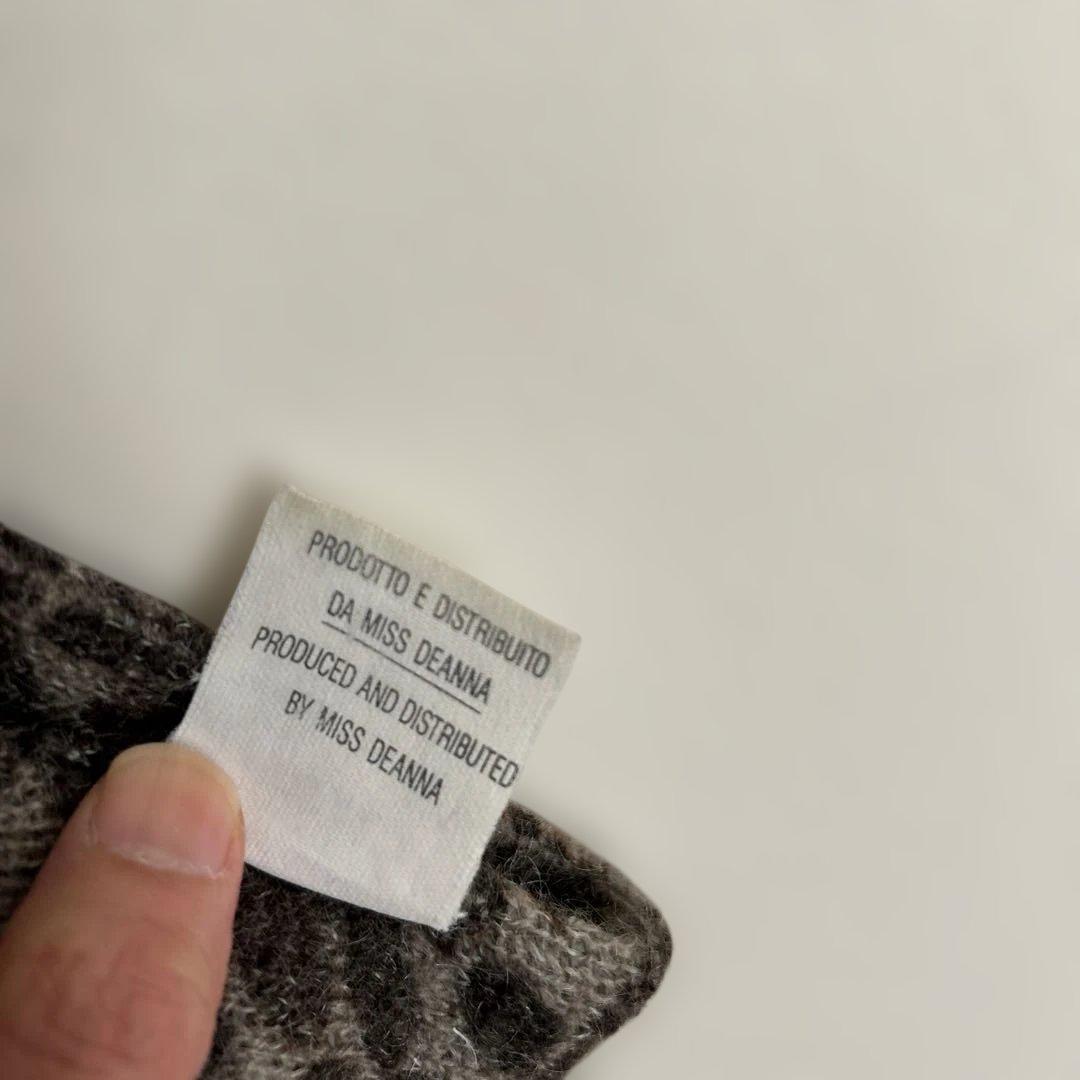 PRODOTTO E DISTRIBUITO
DA MISS DEANNA
PRODUCED AND DISTRIBUTED
BY MISS DEANNA